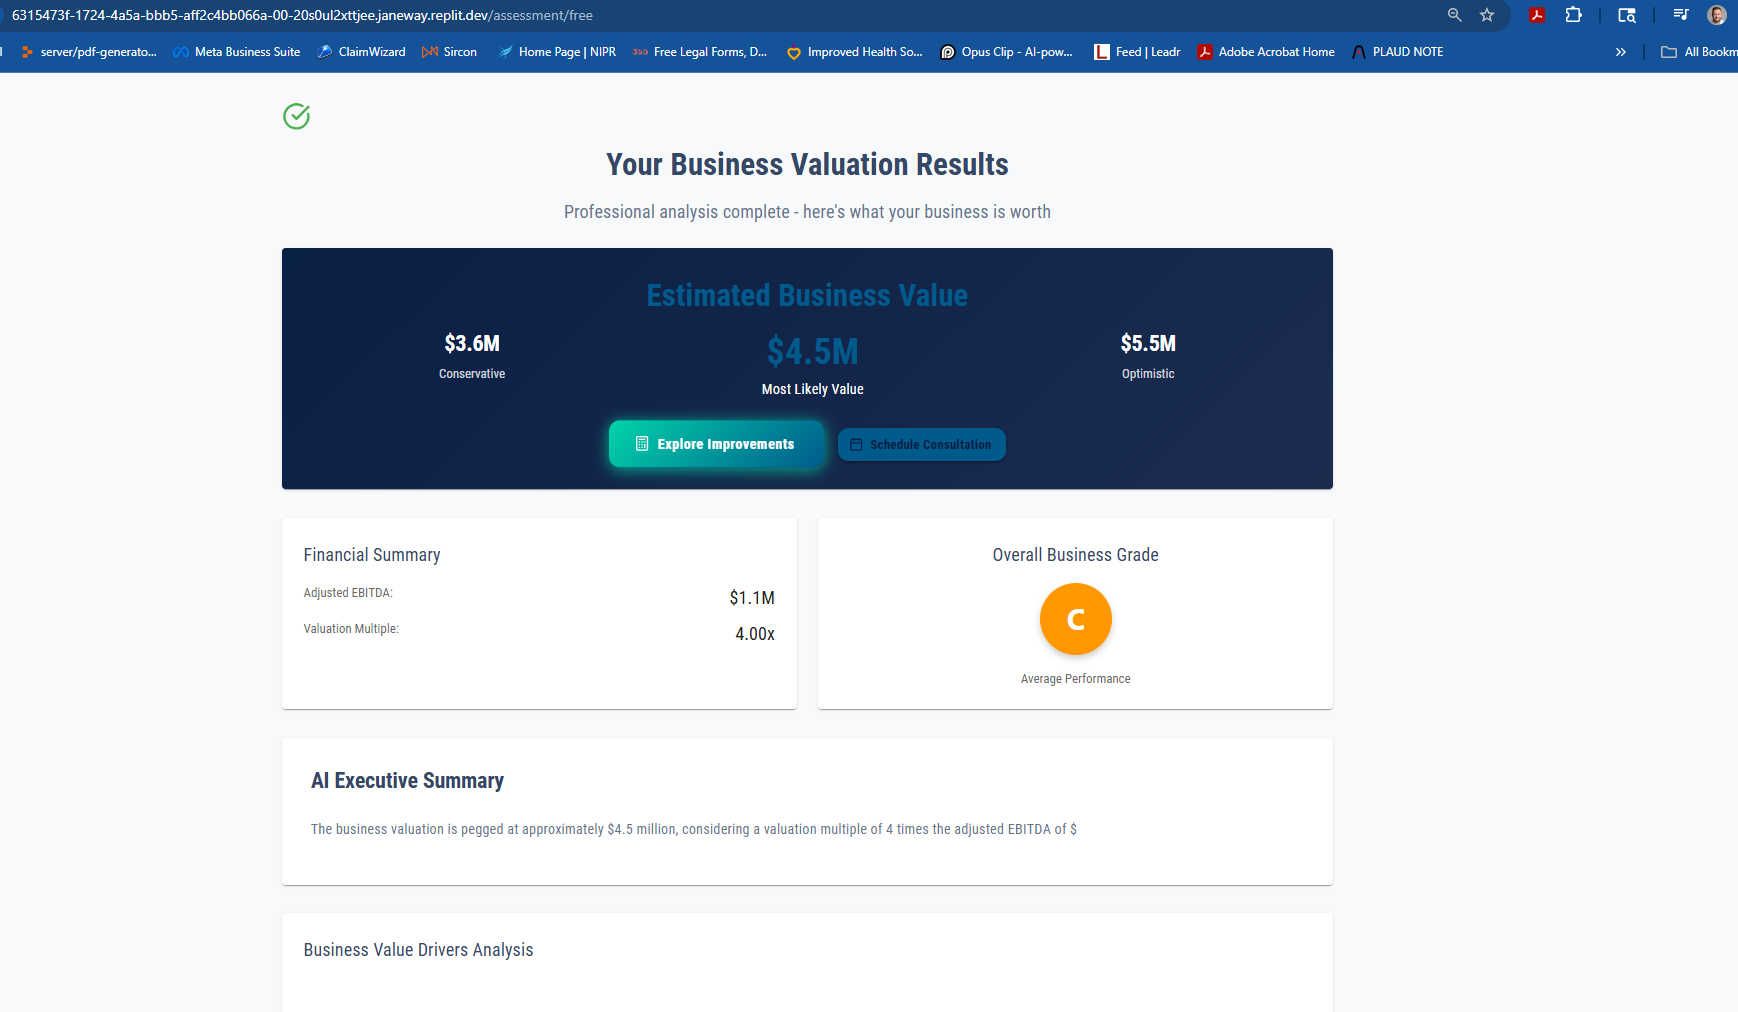 6315473f-1724-4a5a-bbb5-aff2c4bb066a-00-20s0ul2xttjee.janeway.replit.dev/assessment/free
server/pdf-generato... Meta Business Suite ClaimWizard Sircon Home Page | NIPR 360 Free Legal Forms, D... Improved Health So... Opus Clip - AI-pow... L Feed | Leadr Adobe Acrobat Home PLAUD NOTE » All Bookm
Your Business Valuation Results
Professional analysis complete - here's what your business is worth
Estimated Business Value
$3.6M $4.5M $5.5M
Conservative Most Likely Value Optimistic
Explore Improvements Schedule Consultation
Financial Summary
Adjusted EBITDA: $1.1M
Valuation Multiple: 4.00x
Overall Business Grade
C
Average Performance
AI Executive Summary
The business valuation is pegged at approximately $4.5 million, considering a valuation multiple of 4 times the adjusted EBITDA of $
Business Value Drivers Analysis